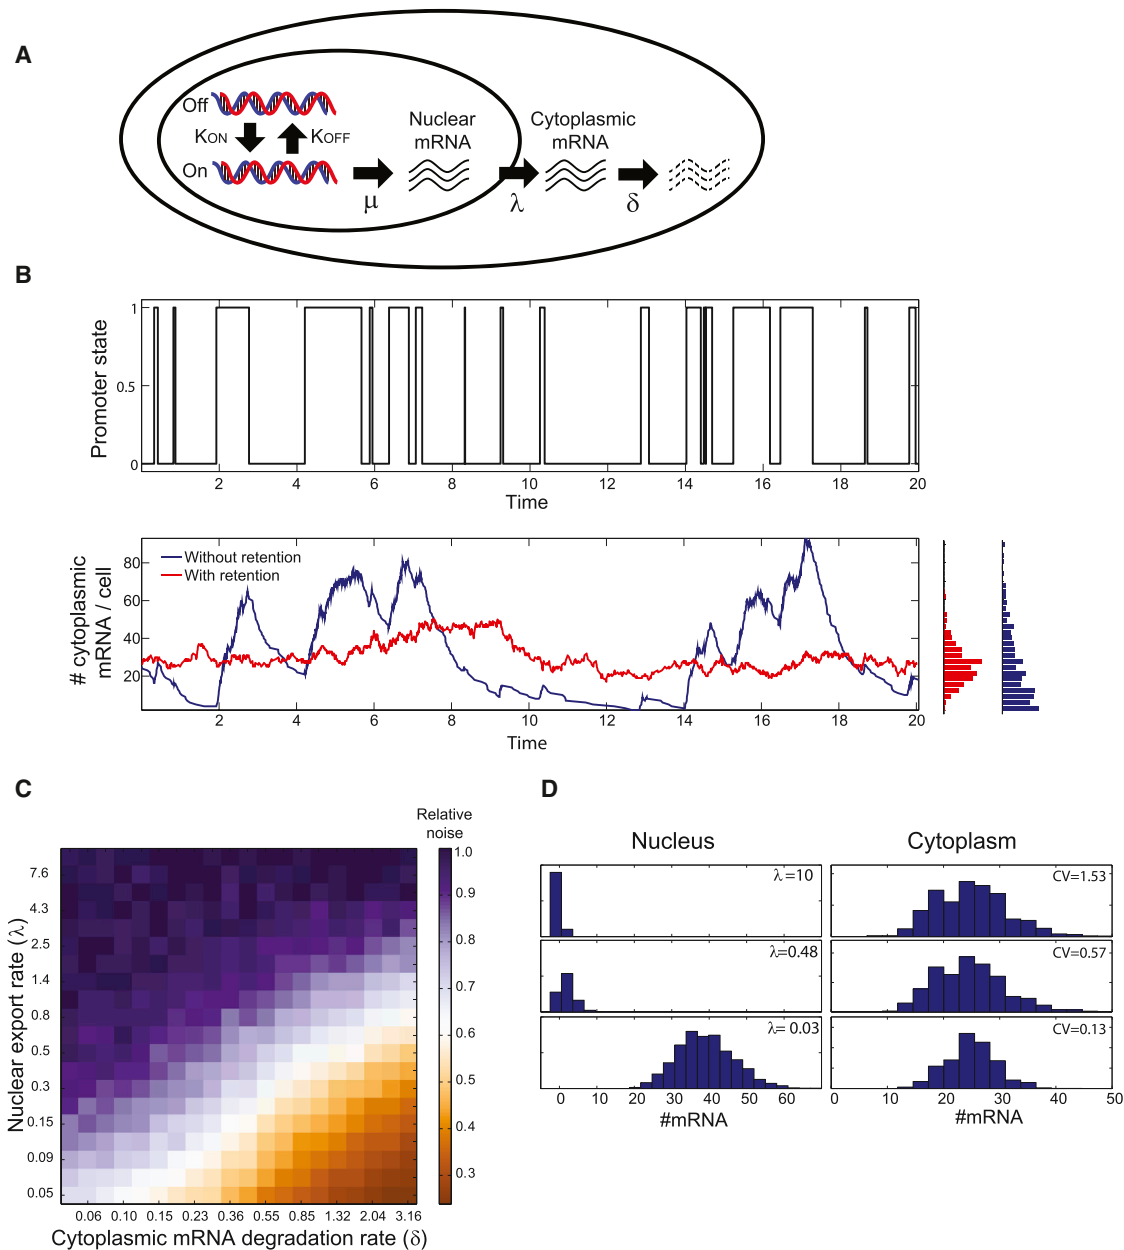 A
Off
KON
KOFF
On
μ
Nuclear
mRNA
λ
Cytoplasmic
mRNA
δ
B
Promoter state
1
0.5
0
2 4 6 8 10 12 14 16 18 20
Time
# cytoplasmic
mRNA / cell
80
60
40
20
Without retention
With retention
2 4 6 8 10 12 14 16 18 20
Time
C
Relative
noise
Nuclear export rate (λ)
7.6
4.3
2.5
1.4
0.8
0.5
0.3
0.15
0.09
0.05
0.06 0.10 0.15 0.23 0.36 0.55 0.85 1.32 2.04 3.16
Cytoplasmic mRNA degradation rate (δ)
1.0
0.9
0.8
0.7
0.6
0.5
0.4
0.3
D
Nucleus
Cytoplasm
λ=10
CV=1.53
λ=0.48
CV=0.57
λ= 0.03
CV=0.13
0 10 20 30 40 50 60
#mRNA
0 10 20 30 40 50
#mRNA